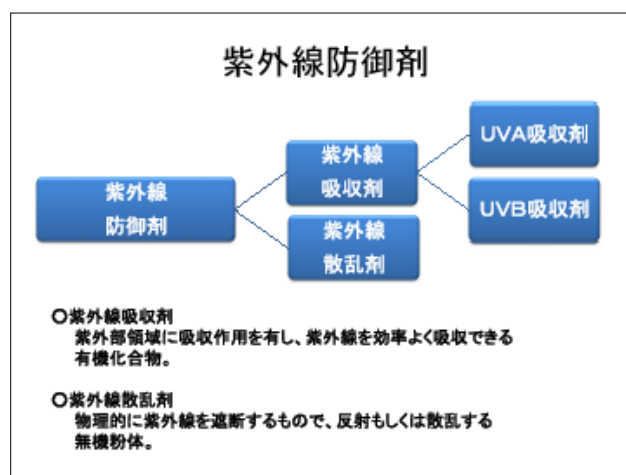 紫外線防御剤
紫外線
防御剤
紫外線
吸収剤
紫外線
散乱剤
UVA吸収剤
UVB吸収剤
○紫外線吸収剤
紫外部領域に吸収作用を有し、紫外線を効率よく吸収できる
有機化合物。
○紫外線散乱剤
物理的に紫外線を遮断するもので、反射もしくは散乱する
無機粉体。